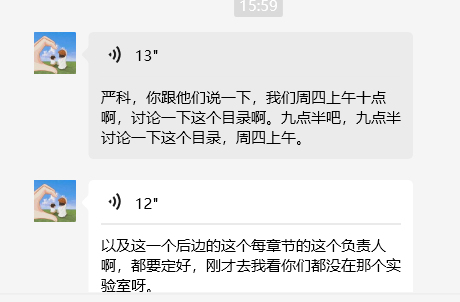 15:59
13"
严科，你跟他们说一下，我们周四上午十点
啊，讨论一下这个目录啊。九点半吧，九点半
讨论一下这个目录，周四上午。
12"
以及这一个后边的这个每章节的这个负责人
啊，都要定好，刚才去我看你们都没在那个实
验室呀。